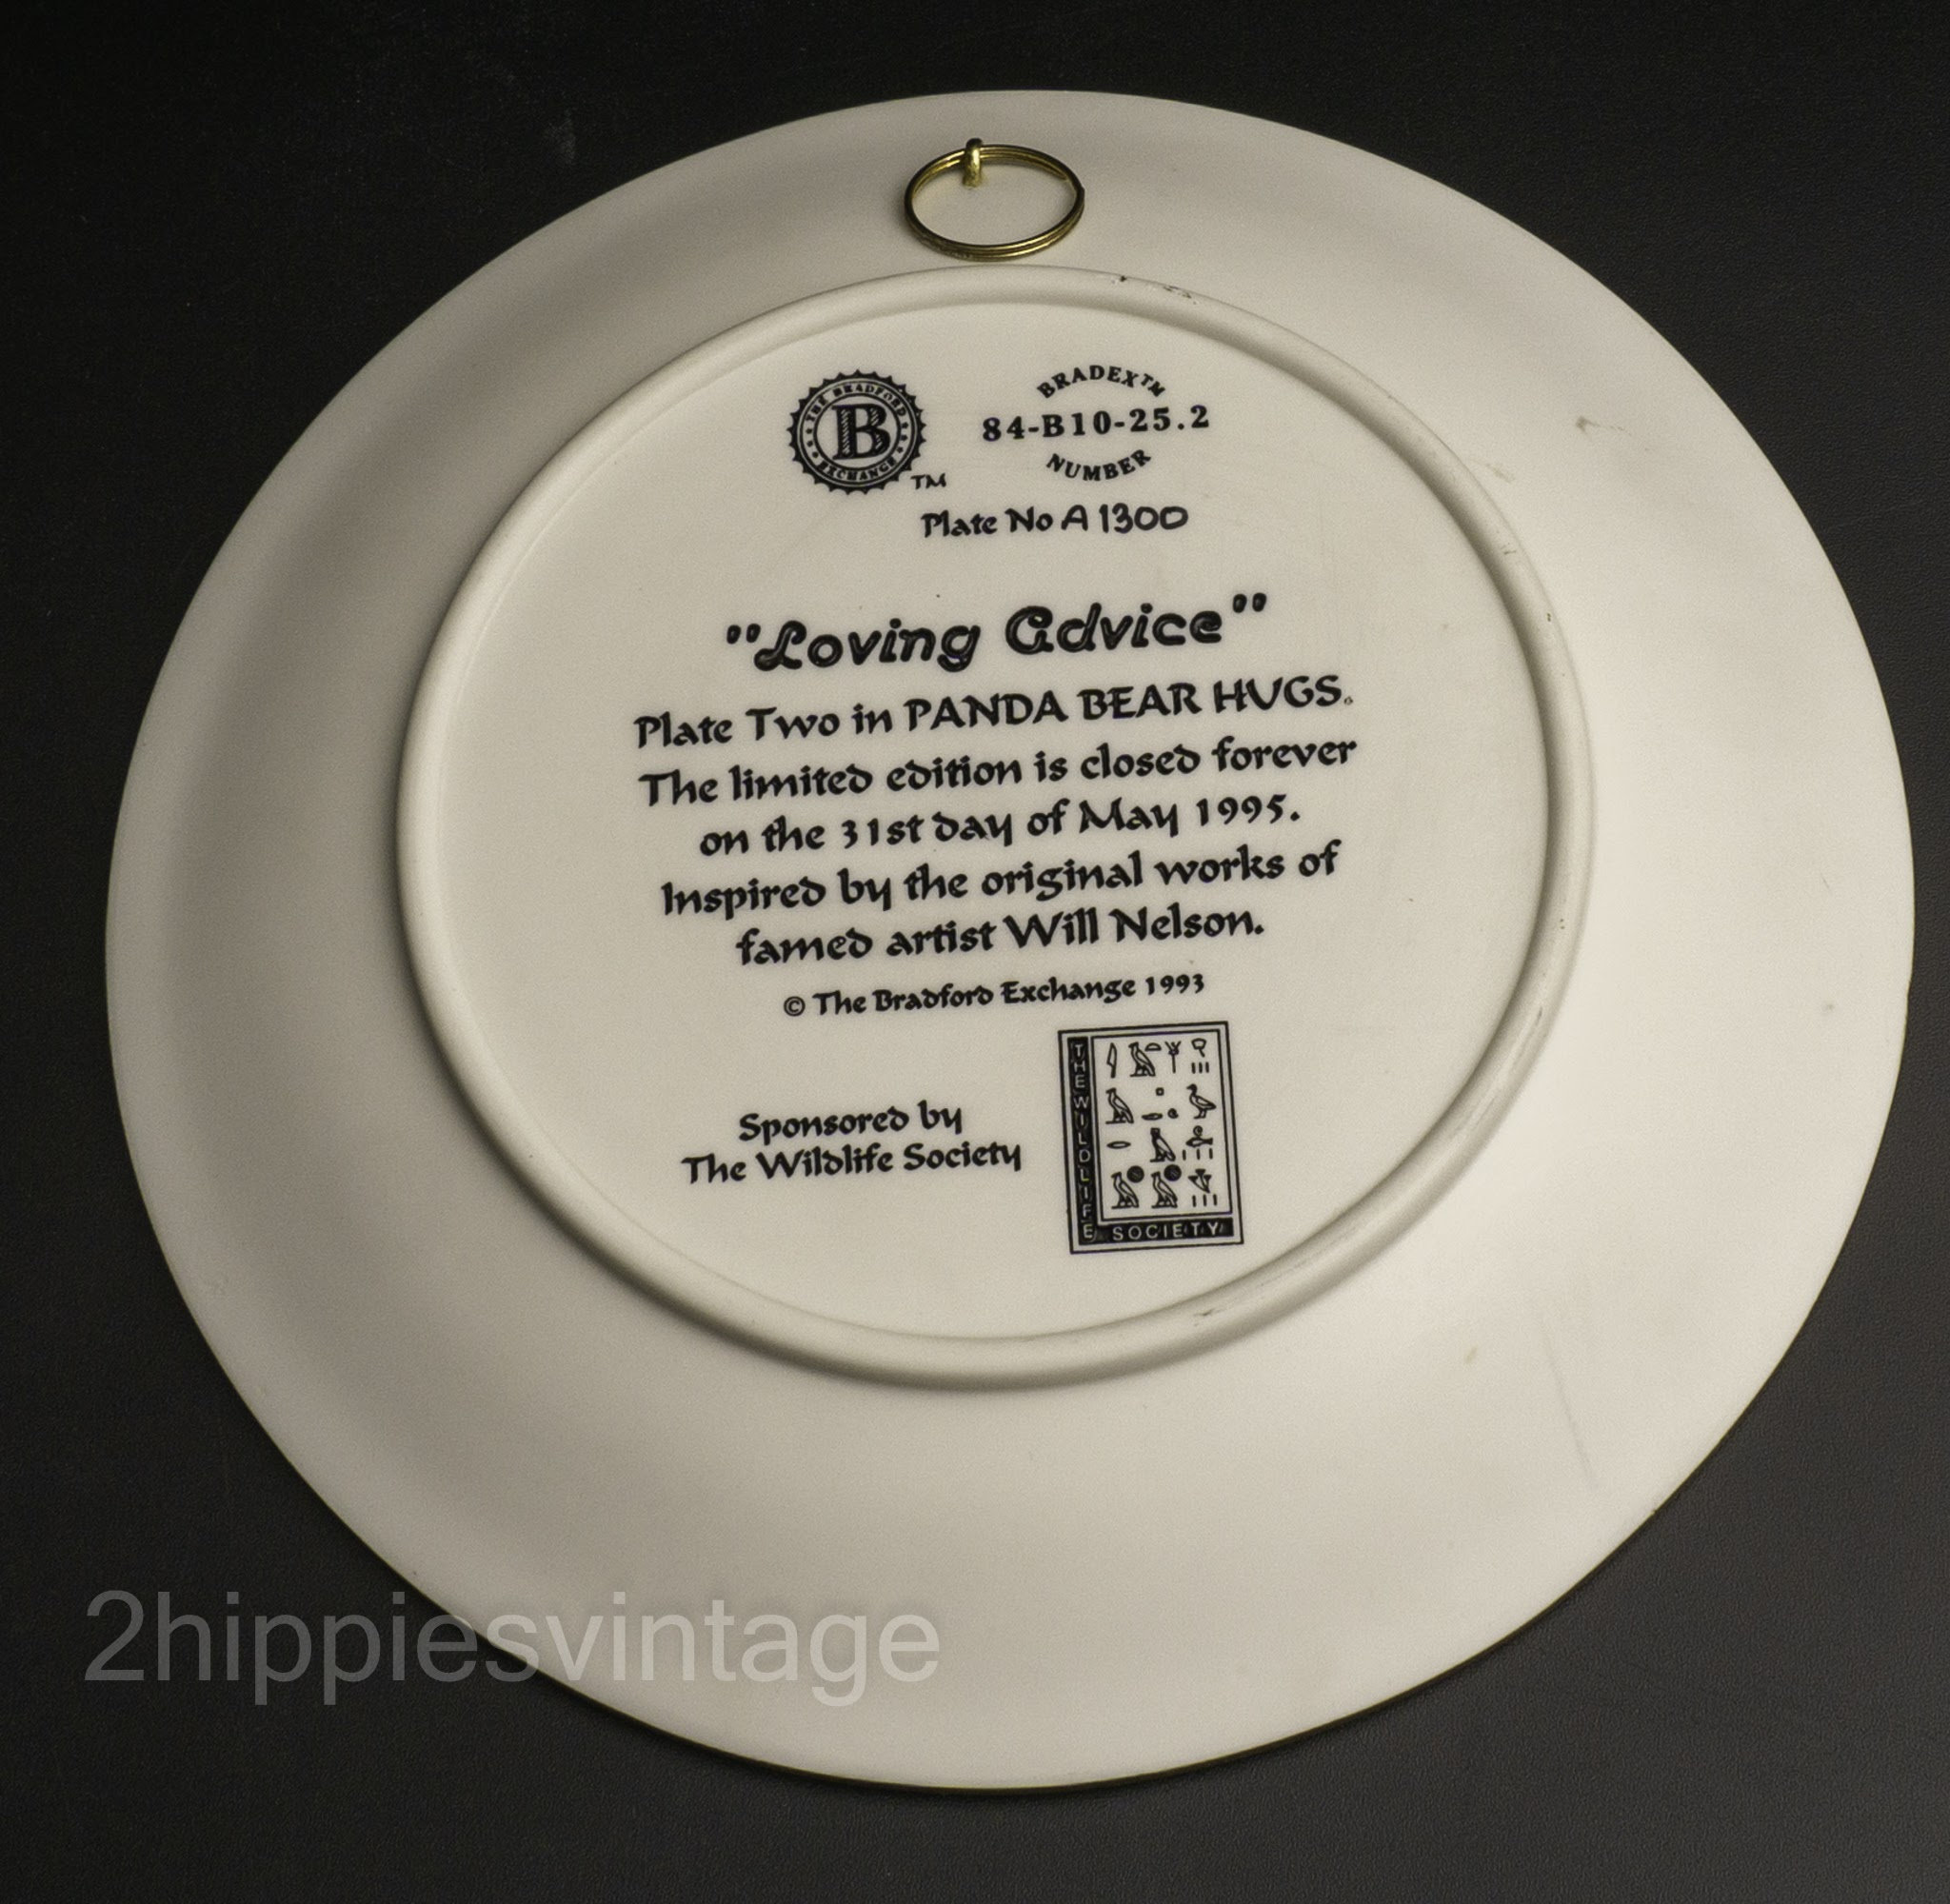 THE BRADFORD
B
EXCHANGE
TM
BRADEX™
84-B10-25.2
NUMBER
Plate No A 1300
"Loving Advice"
Plate Two in PANDA BEAR HUGS.
The limited edition is closed forever
on the 31st day of May 1995.
Inspired by the original works of
famed artist Will Nelson.
© The Bradford Exchange 1993
Sponsored by
The Wildlife Society
THE WILDLIFE
SOCIETY
2hippiesvintage